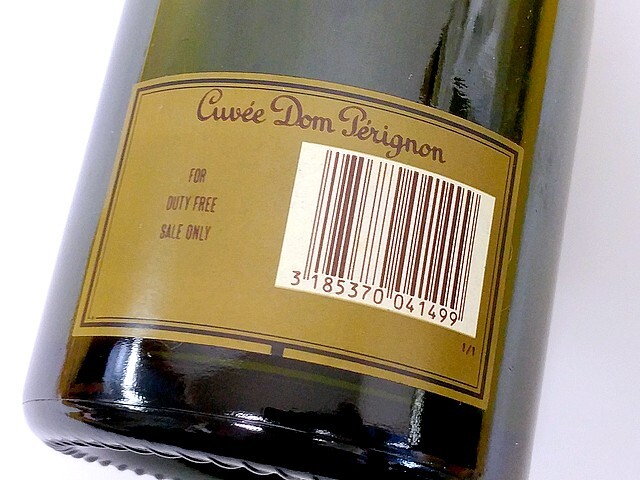 Cuvée Dom Pérignon
FOR
DUTY FREE
SALE ONLY
3 185370 041499
1/1